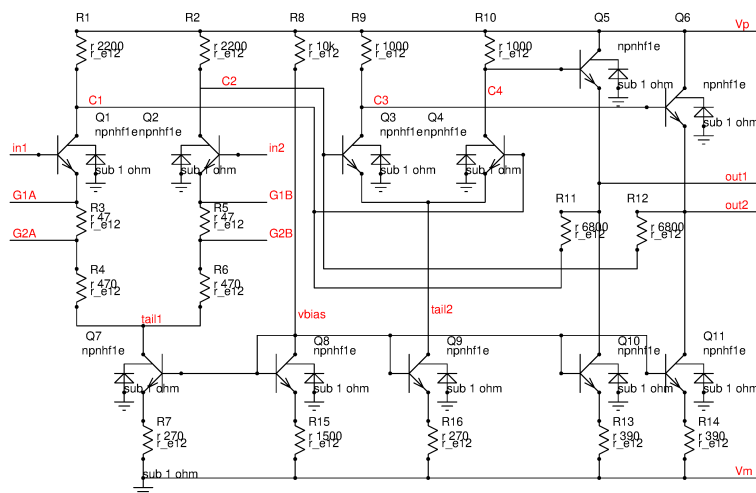 R1
R2
R8
R9
R10
Q5
Q6
Vp
r 2200
r_e12
r 2200
r_e12
r 10k
r_e12
r 1000
r_e12
r 1000
r_e12
npnhf1e
sub 1 ohm
npnhf1e
sub 1 ohm
C1
C2
C3
C4
Q1
npnhf1e
Q2
npnhf1e
Q3
npnhf1e
Q4
npnhf1e
in1
sub 1 ohm
sub 1 ohm
in2
sub 1 ohm
sub 1 ohm
out1
G1A
G1B
R11
R12
out2
R3
r 47
r_e12
R5
r 47
r_e12
r 6800
r_e12
r 6800
r_e12
G2A
G2B
R4
r 470
r_e12
R6
r 470
r_e12
tail1
vbias
tail2
Q7
npnhf1e
Q8
npnhf1e
Q9
npnhf1e
Q10
npnhf1e
Q11
npnhf1e
sub 1 ohm
sub 1 ohm
sub 1 ohm
sub 1 ohm
sub 1 ohm
R7
r 270
r_e12
R15
r 1500
r_e12
R16
r 270
r_e12
R13
r 390
r_e12
R14
r 390
r_e12
sub 1 ohm
Vm